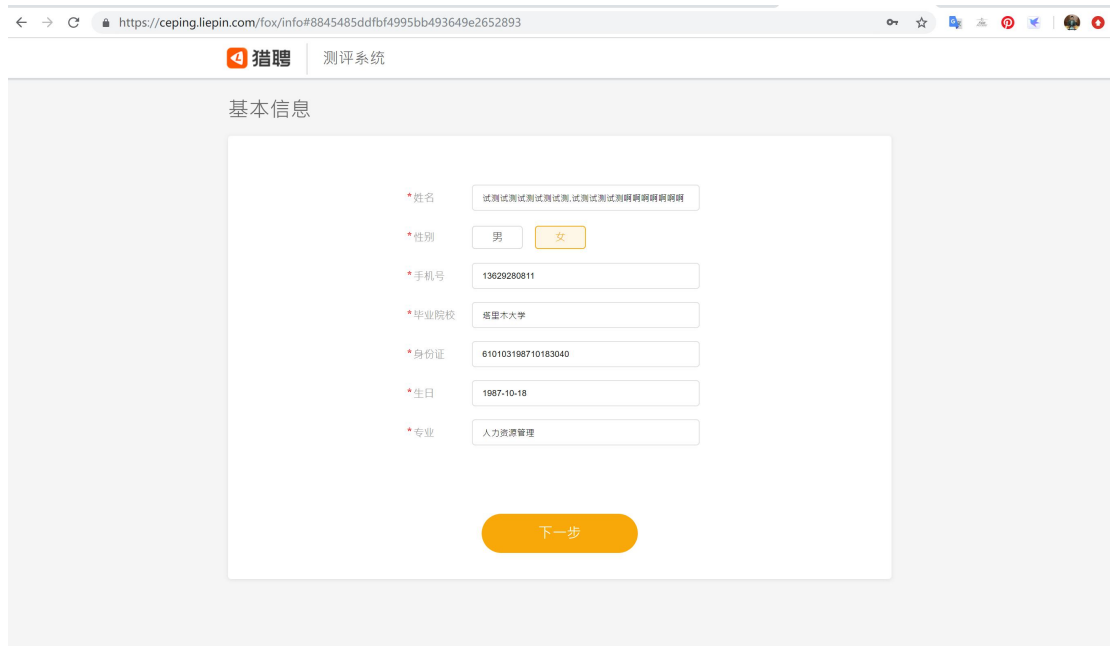 https://ceping.liepin.com/fox/info#8845485ddfbf4995bb493649e2652893
猎聘 测评系统
基本信息
*姓名 试测试测试测试测试测,试测试测试测啊啊啊啊啊啊啊
*性别 男 女
*手机号 13629280811
*毕业院校 塔里木大学
*身份证 610103198710183040
*生日 1987-10-18
*专业 人力资源管理
下一步